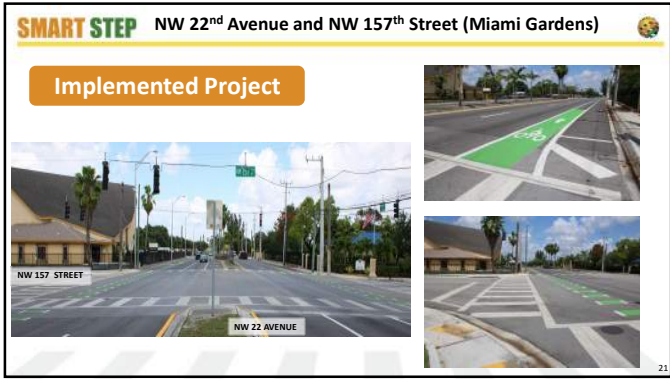 SMART STEP
NW 22nd Avenue and NW 157th Street (Miami Gardens)
Implemented Project
NW 157 STREET
NW 22 AVENUE
21